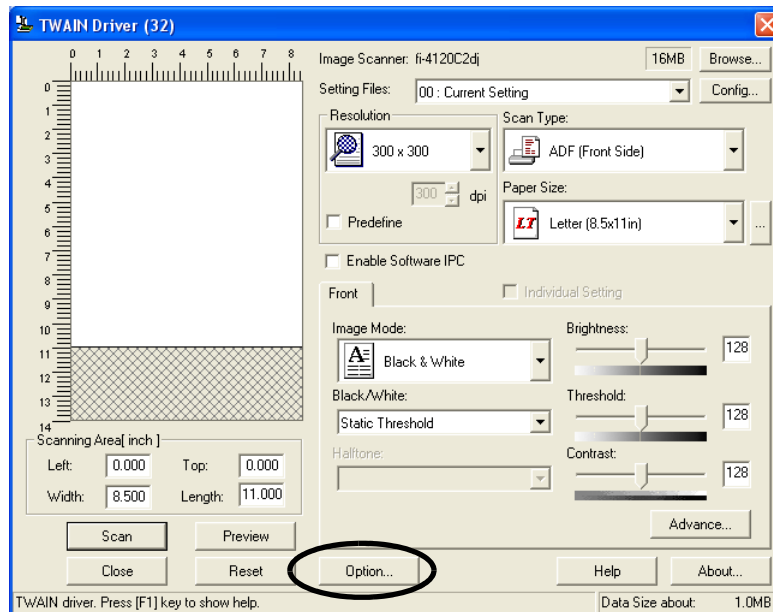 TWAIN Driver (32)
0 1 2 3 4 5 6 7 8
Image Scanner: fi-4120C2dj 16MB Browse...
Setting Files: 00 : Current Setting Config...
Resolution
Scan Type:
300 x 300
ADF (Front Side)
300 dpi
Paper Size:
Predefine
LT Letter (8.5x11in) ...
Enable Software IPC
Front
Individual Setting
Image Mode:
Brightness:
A Black & White
128
Black/White:
Threshold:
Static Threshold
128
Halftone:
Contrast:
128
Advance...
0
1
2
3
4
5
6
7
8
9
10
11
12
13
14
Scanning Area[ inch ]
Left: 0.000 Top: 0.000
Width: 8.500 Length: 11.000
Scan Preview
Close Reset Option... Help About...
TWAIN driver. Press [F1] key to show help. Data Size about: 1.0MB